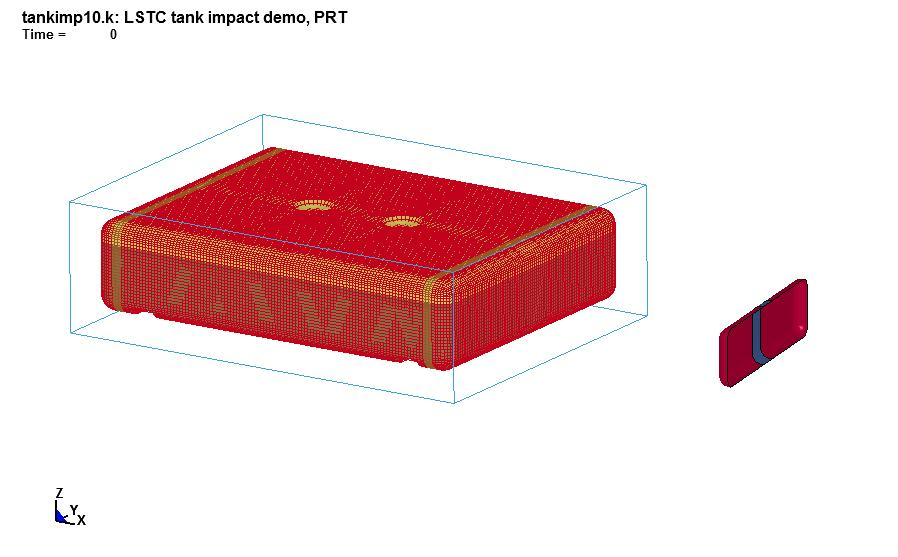 tankimp10.k: LSTC tank impact demo, PRT
Time = 0
Z
Y
X